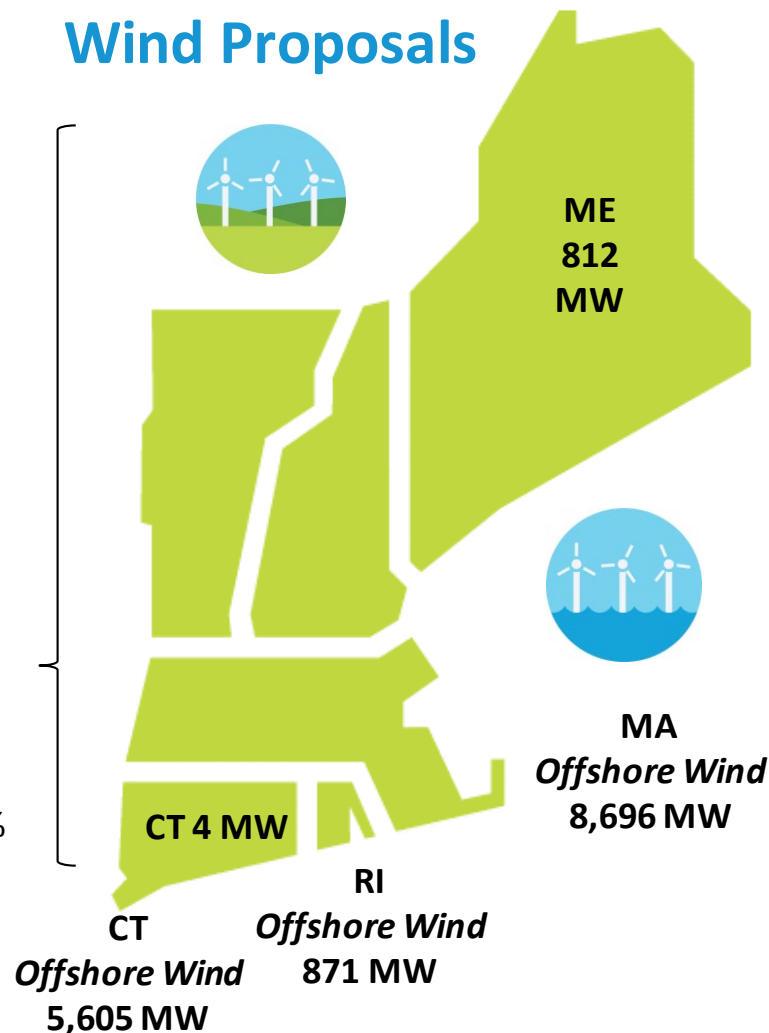 Wind Proposals
ME
812
MW
MA
Offshore Wind
8,696 MW
%
CT 4 MW
RI
Offshore Wind
871 MW
CT
Offshore Wind
5,605 MW